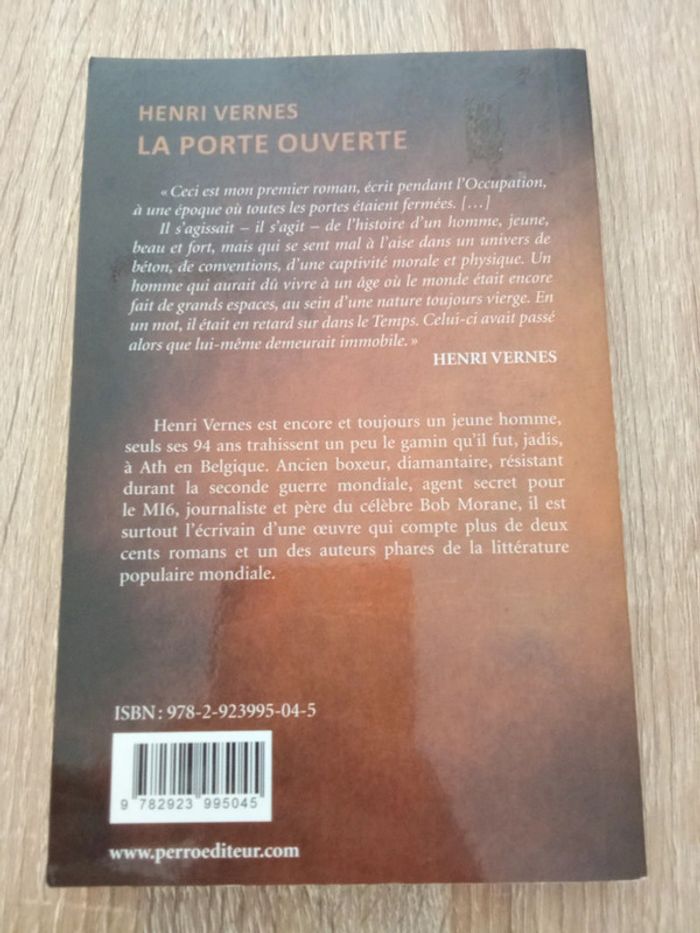 HENRI VERNES
LA PORTE OUVERTE
« Ceci est mon premier roman, écrit pendant l'Occupation,
à une époque où toutes les portes étaient fermées. […]
Il s'agissait – il s'agit – de l'histoire d'un homme, jeune,
beau et fort, mais qui se sent mal à l'aise dans un univers de
béton, de conventions, d'une captivité morale et physique. Un
homme qui aurait dû vivre à un âge où le monde était encore
fait de grands espaces, au sein d'une nature toujours vierge. En
un mot, il était en retard sur dans le Temps. Celui-ci avait passé
alors que lui-même demeurait immobile. »
HENRI VERNES
Henri Vernes est encore et toujours un jeune homme,
seuls ses 94 ans trahissent un peu le gamin qu'il fut, jadis,
à Ath en Belgique. Ancien boxeur, diamantaire, résistant
durant la seconde guerre mondiale, agent secret pour
le MI6, journaliste et père du célèbre Bob Morane, il est
surtout l'écrivain d'une œuvre qui compte plus de deux
cents romans et un des auteurs phares de la littérature
populaire mondiale.
ISBN : 978-2-923995-04-5
9 782923 995045
www.perroediteur.com